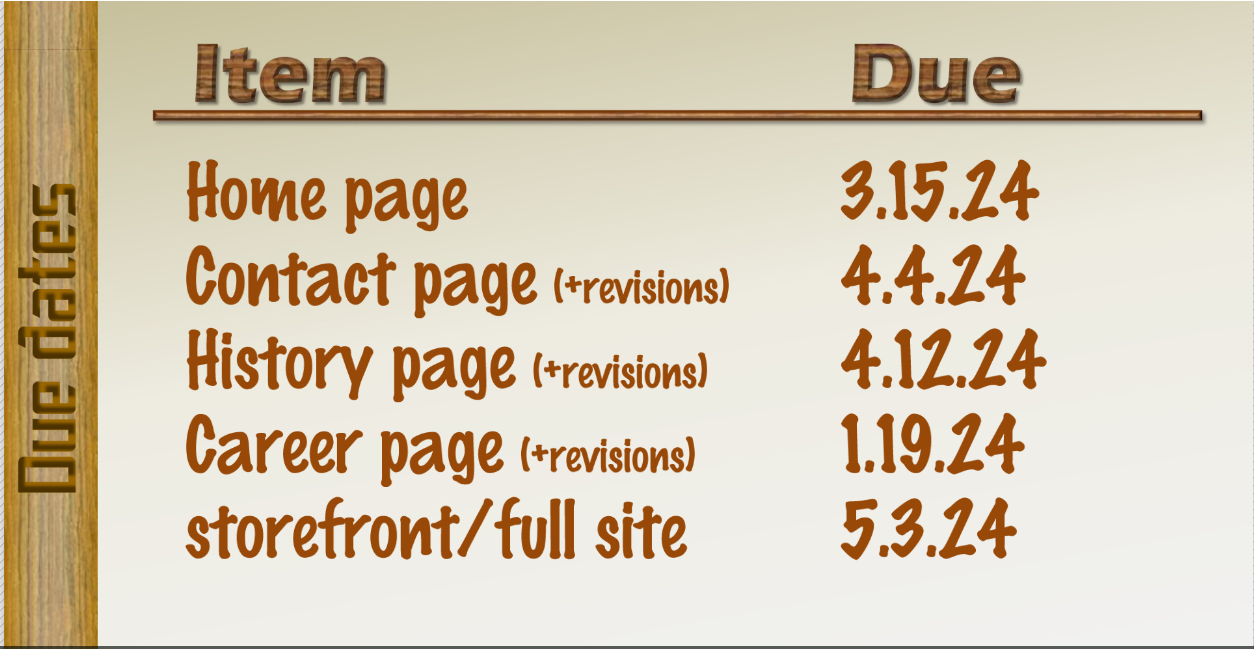 Due dates
Item Due
Home page 3.15.24
Contact page (+revisions) 4.4.24
History page (+revisions) 4.12.24
Career page (+revisions) 1.19.24
storefront/full site 5.3.24